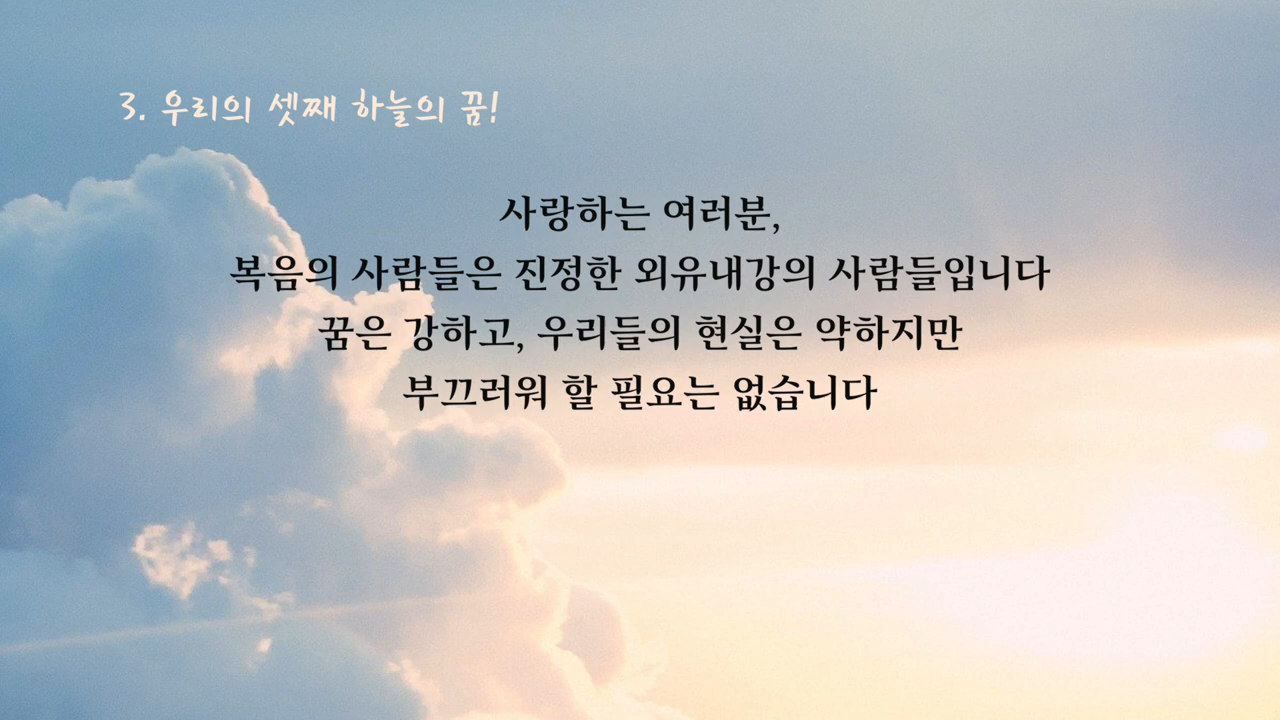 3. 우리의 셋째 하늘의 꿈!
사랑하는 여러분,
복음의 사람들은 진정한 외유내강의 사람들입니다
꿈은 강하고, 우리들의 현실은 약하지만
부끄러워 할 필요는 없습니다